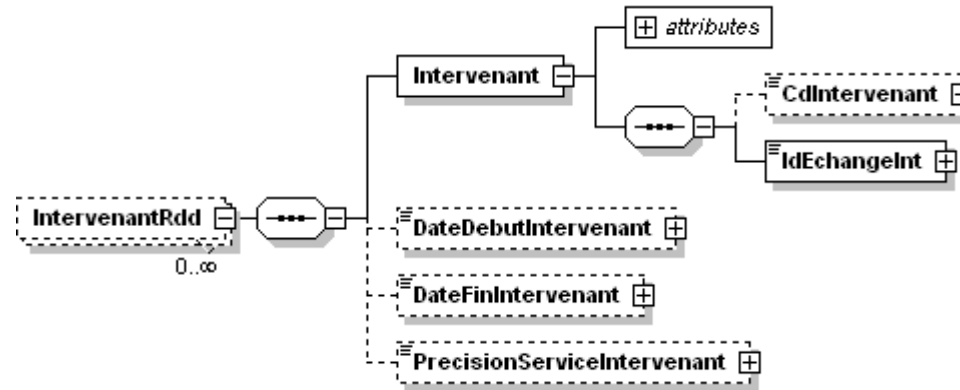 attributes
Intervenant
CdIntervenant
IdEchangeInt
IntervenantRdd
0..∞
DateDebutIntervenant
DateFinIntervenant
PrecisionServiceIntervenant